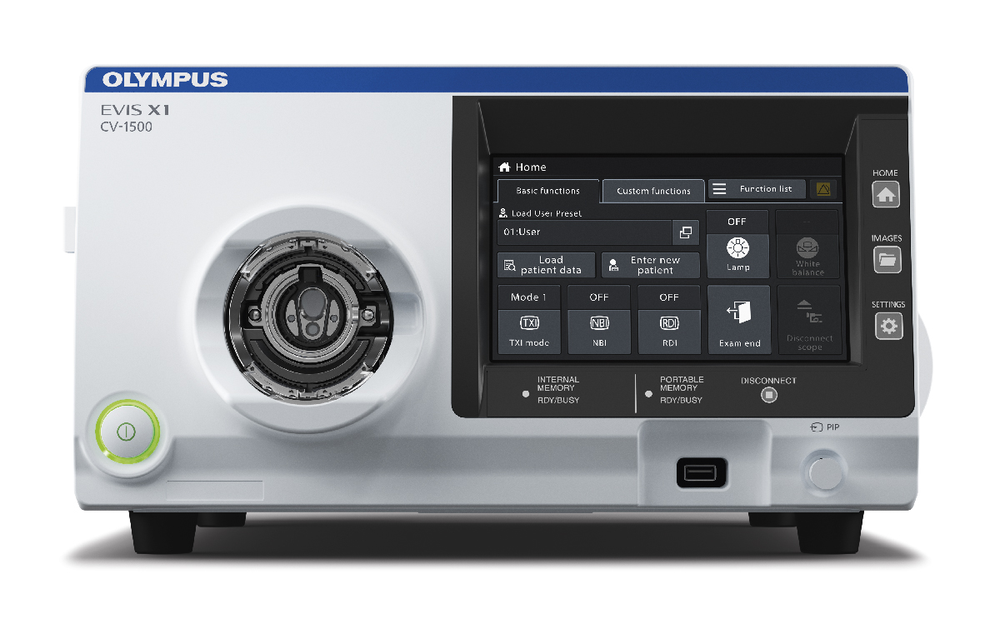 OLYMPUS
EVIS X1
CV-1500
Home
Basic functions
Custom functions
Function list
Load User Preset
01:User
Load
patient data
Enter new
patient
OFF
Lamp
White
balance
Mode 1
TXI
TXI mode
OFF
NBI
NBI
OFF
RDI
RDI
Exam end
Disconnect
scope
HOME
IMAGES
SETTINGS
INTERNAL
MEMORY
RDY/BUSY
PORTABLE
MEMORY
RDY/BUSY
DISCONNECT
PIP